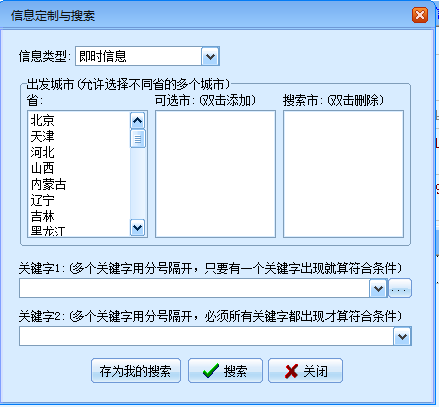 信息定制与搜索
信息类型: 即时信息
出发城市(允许选择不同省的多个城市)
省: 可选市: (双击添加) 搜索市: (双击删除)
北京
天津
河北
山西
内蒙古
辽宁
吉林
黑龙江
关键字1: (多个关键字用分号隔开，只要有一个关键字出现就算符合条件)
...
关键字2: (多个关键字用分号隔开，必须所有关键字都出现才算符合条件)
存为我的搜索 搜索 关闭